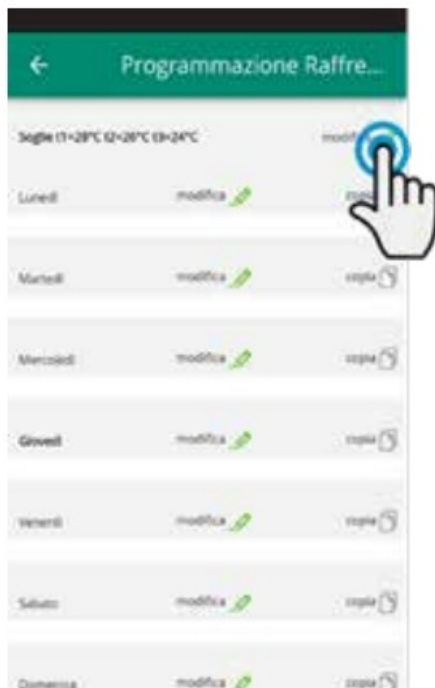 Programmazione Raffre...
Soglie t1=28°C t2=26°C t3=24°C
Lunedì modifica
Martedì modifica copia
Mercoledì modifica copia
Giovedì modifica copia
Venerdì modifica copia
Sabato modifica copia
Domenica modifica copia